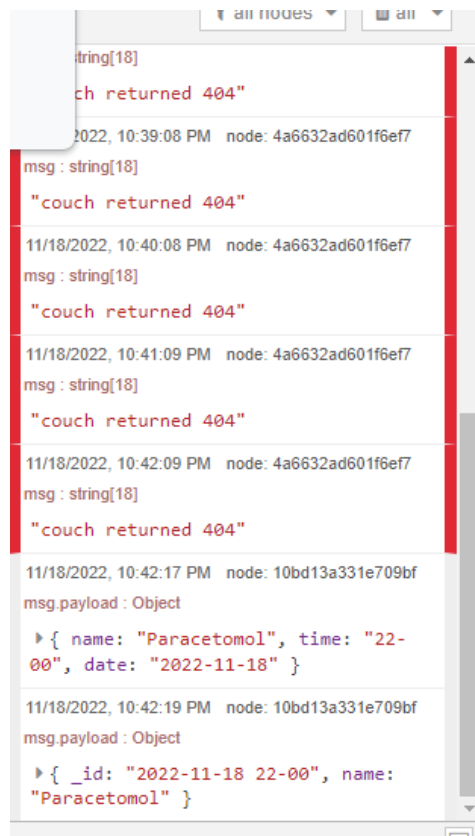 all nodes all
tring[18]
ch returned 404"
2022, 10:39:08 PM node: 4a6632ad601f6ef7
msg : string[18]
"couch returned 404"
11/18/2022, 10:40:08 PM node: 4a6632ad601f6ef7
msg : string[18]
"couch returned 404"
11/18/2022, 10:41:09 PM node: 4a6632ad601f6ef7
msg : string[18]
"couch returned 404"
11/18/2022, 10:42:09 PM node: 4a6632ad601f6ef7
msg : string[18]
"couch returned 404"
11/18/2022, 10:42:17 PM node: 10bd13a331e709bf
msg.payload : Object
{ name: "Paracetomol", time: "22-
00", date: "2022-11-18" }
11/18/2022, 10:42:19 PM node: 10bd13a331e709bf
msg.payload : Object
{ _id: "2022-11-18 22-00", name:
"Paracetomol" }